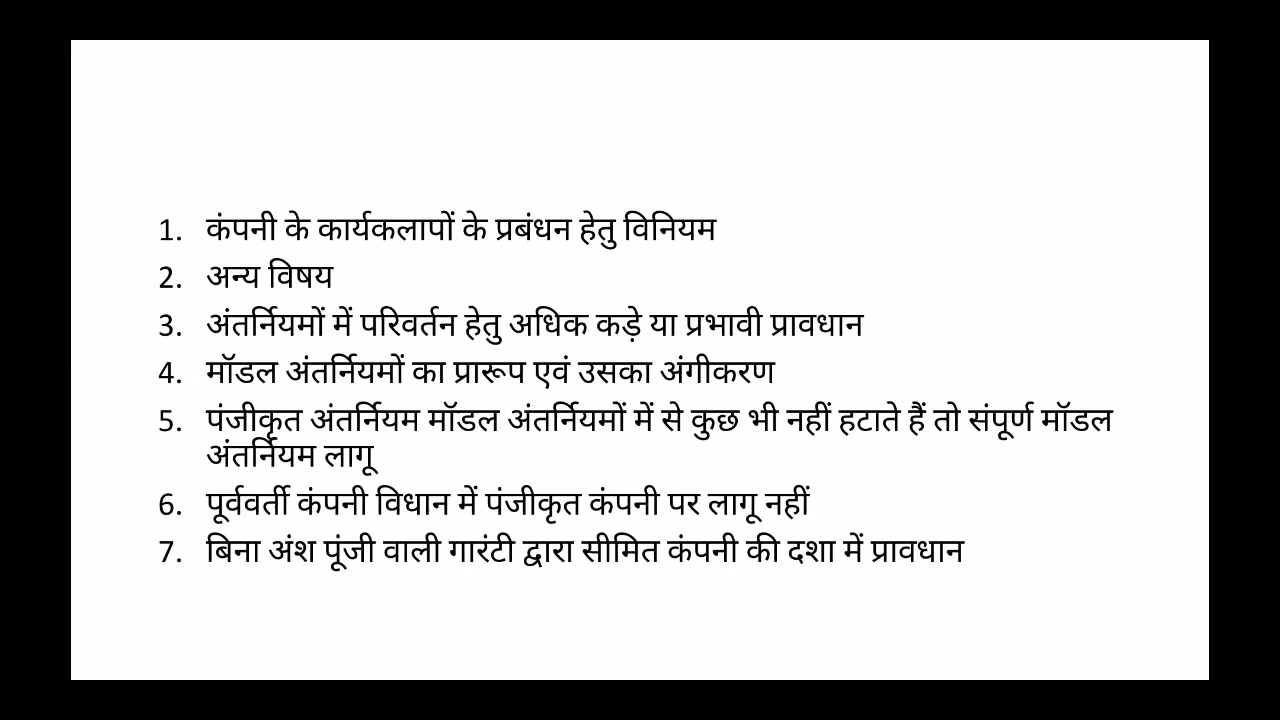 1. कंपनी के कार्यकलापों के प्रबंधन हेतु विनियम
2. अन्य विषय
3. अंतर्नियमों में परिवर्तन हेतु अधिक कड़े या प्रभावी प्रावधान
4. मॉडल अंतर्नियमों का प्रारूप एवं उसका अंगीकरण
5. पंजीकृत अंतर्नियम मॉडल अंतर्नियमों में से कुछ भी नहीं हटाते हैं तो संपूर्ण मॉडल
अंतर्नियम लागू
6. पूर्ववर्ती कंपनी विधान में पंजीकृत कंपनी पर लागू नहीं
7. बिना अंश पूंजी वाली गारंटी द्वारा सीमित कंपनी की दशा में प्रावधान